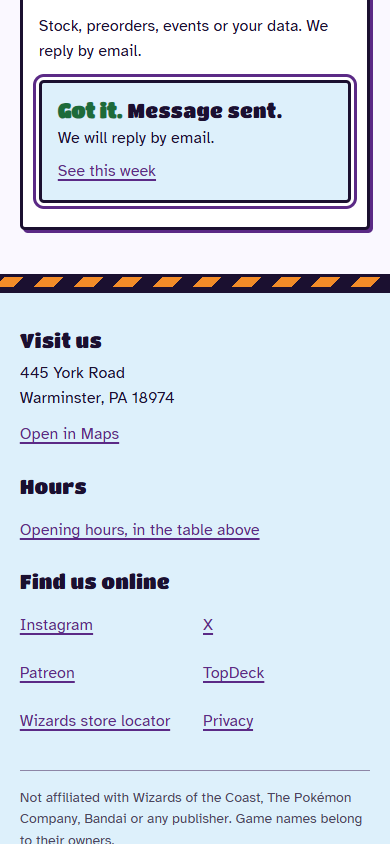 Stock, preorders, events or your data. We
reply by email.
Got it. Message sent.
We will reply by email.
See this week
Visit us
445 York Road
Warminster, PA 18974
Open in Maps
Hours
Opening hours, in the table above
Find us online
Instagram
X
Patreon
TopDeck
Wizards store locator
Privacy
Not affiliated with Wizards of the Coast, The Pokémon
Company, Bandai or any publisher. Game names belong
to their owners.